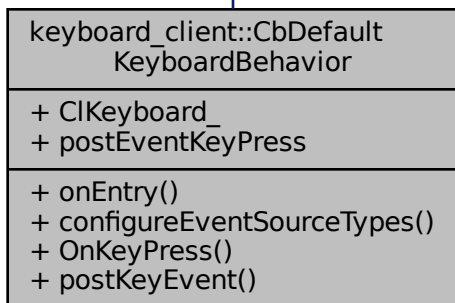 keyboard_client::CbDefault
KeyboardBehavior
+ ClKeyboard_
+ postEventKeyPress
+ onEntry()
+ configureEventSourceTypes()
+ OnKeyPress()
+ postKeyEvent()